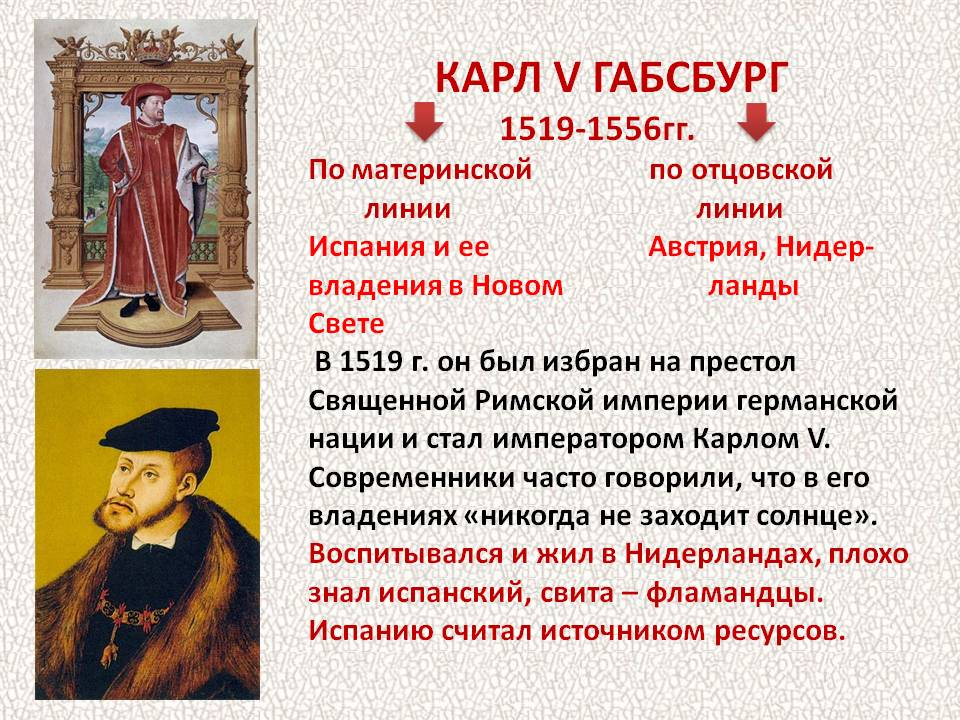 КАРЛ V ГАБСБУРГ
1519-1556гг.
По материнской по отцовской
линии линии
Испания и ее Австрия, Нидер-
владения в Новом ланды
Свете
В 1519 г. он был избран на престол
Священной Римской империи германской
нации и стал императором Карлом V.
Современники часто говорили, что в его
владениях «никогда не заходит солнце».
Воспитывался и жил в Нидерландах, плохо
знал испанский, свита – фламандцы.
Испанию считал источником ресурсов.